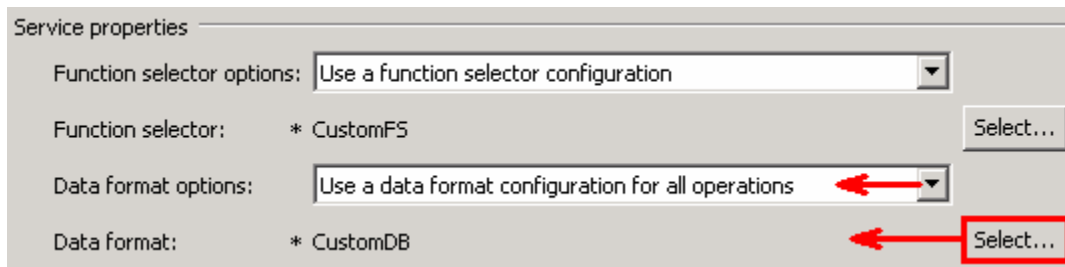 Service properties
Function selector options: Use a function selector configuration
Function selector: * CustomFS Select...
Data format options: Use a data format configuration for all operations
Data format: * CustomDB Select...